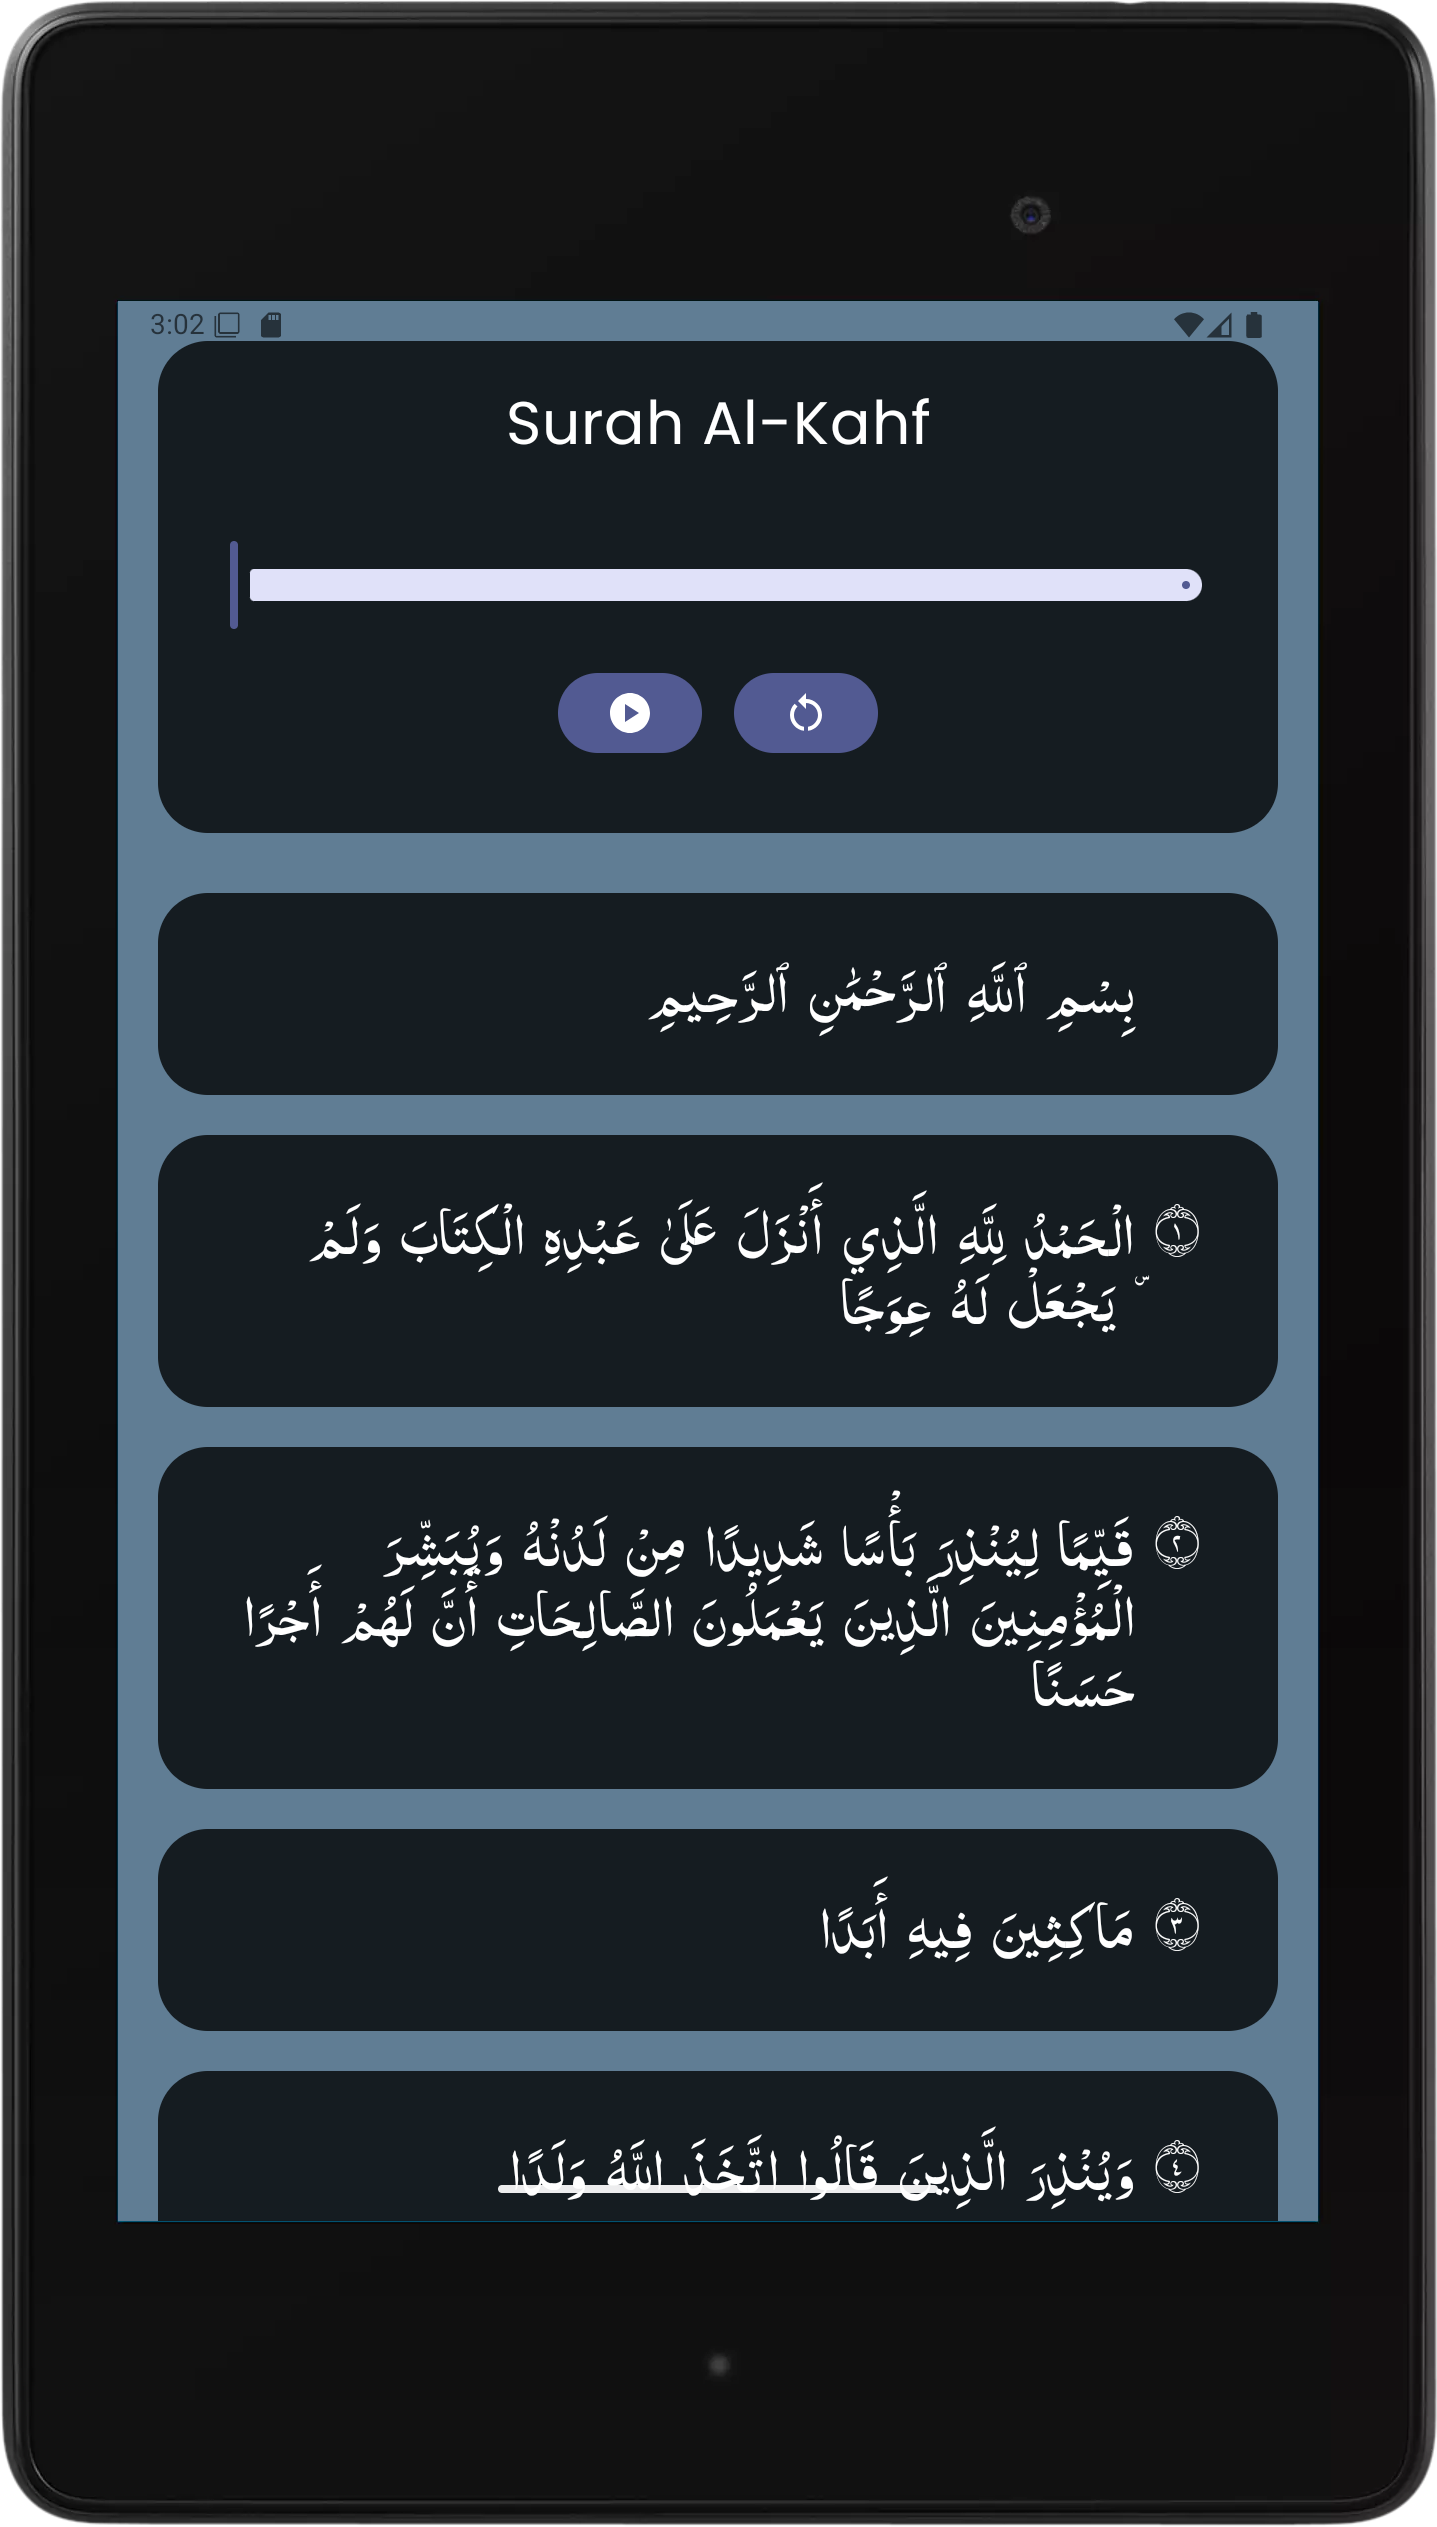 3:02
Surah Al-Kahf
بِسْمِ ٱللَّهِ ٱلرَّحْمَٰنِ ٱلرَّحِيمِ
١ الْحَمْدُ لِلَّهِ الَّذِي أَنْزَلَ عَلَىٰ عَبْدِهِ الْكِتَابَ وَلَمْ
يَجْعَلْ لَهُ عِوَجًا ۜ
٢ قَيِّمًا لِيُنْذِرَ بَأْسًا شَدِيدًا مِنْ لَدُنْهُ وَيُبَشِّرَ
الْمُؤْمِنِينَ الَّذِينَ يَعْمَلُونَ الصَّالِحَاتِ أَنَّ لَهُمْ أَجْرًا
حَسَنًا
٣ مَاكِثِينَ فِيهِ أَبَدًا
٤ وَيُنْذِرَ الَّذِينَ قَالُوا اتَّخَذَ اللَّهُ وَلَدًا